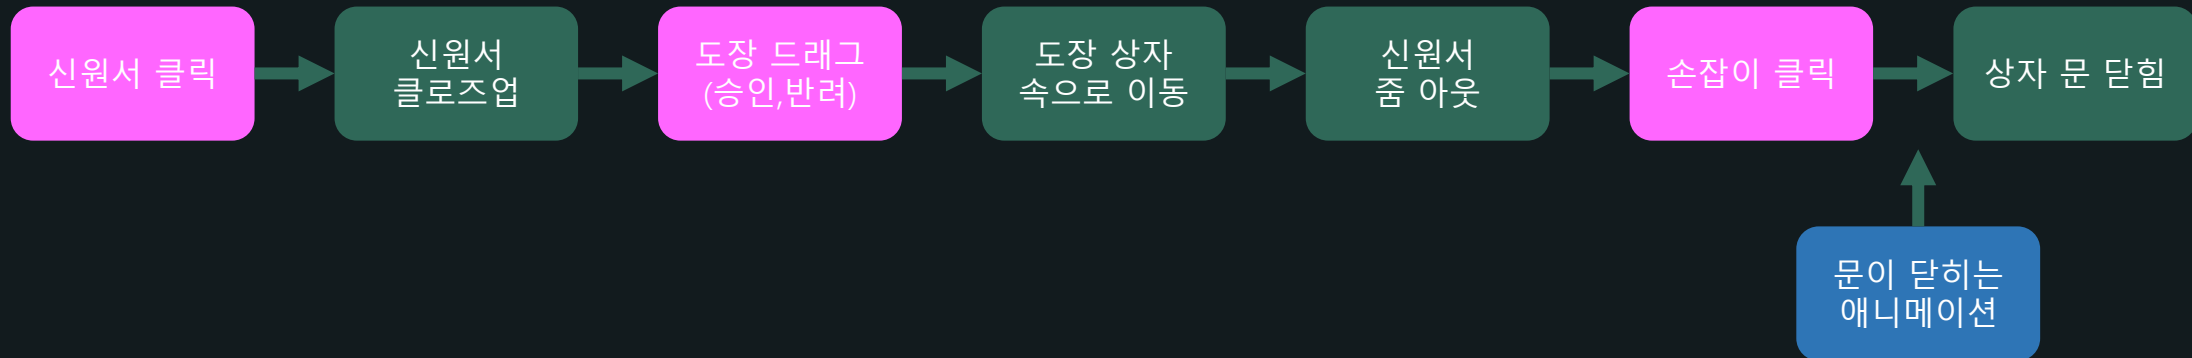 신원서 클릭
신원서
클로즈업
도장 드래그
(승인,반려)
도장 상자
속으로 이동
신원서
줌 아웃
손잡이 클릭
상자 문 닫힘
문이 닫히는
애니메이션